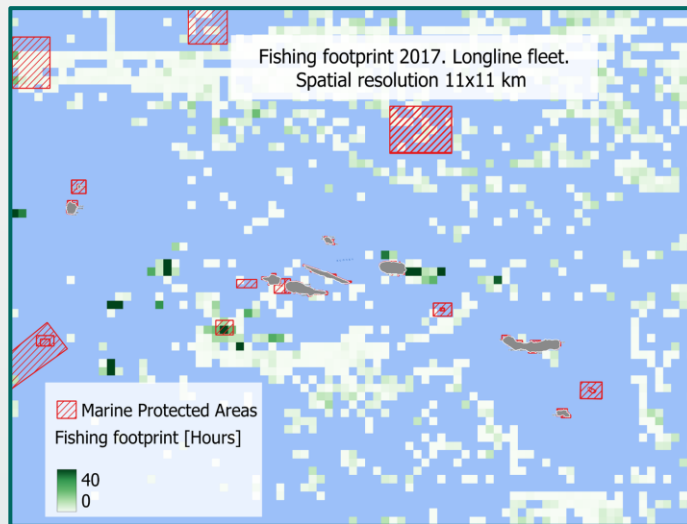 Fishing footprint 2017. Longline fleet.
Spatial resolution 11x11 km
Marine Protected Areas
Fishing footprint [Hours]
40
0